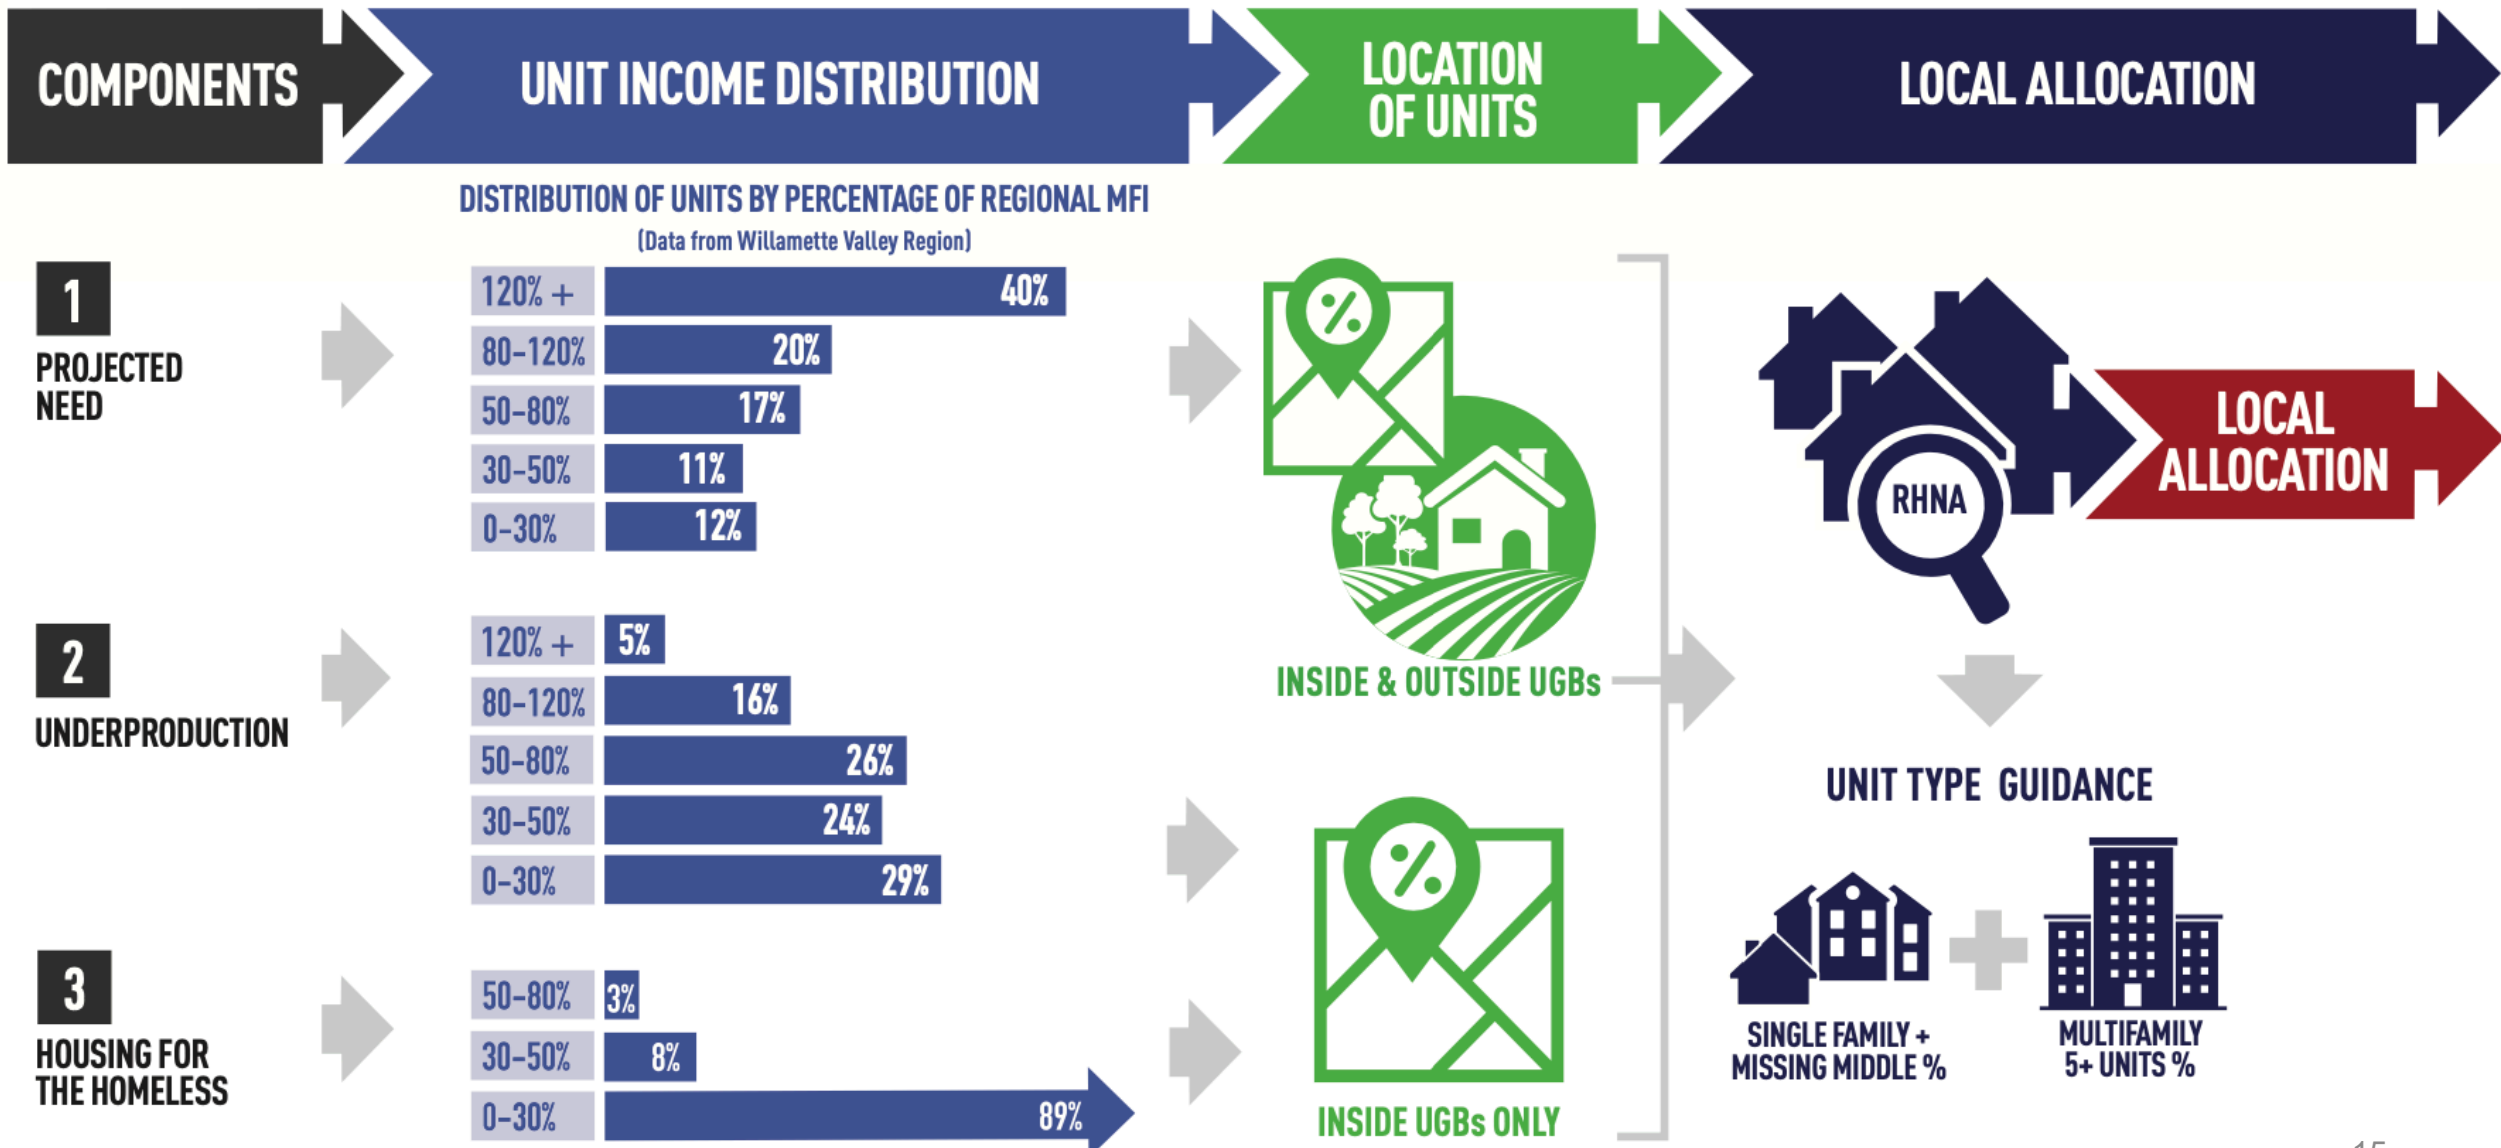 COMPONENTS
UNIT INCOME DISTRIBUTION
LOCATION
OF UNITS
LOCAL ALLOCATION
DISTRIBUTION OF UNITS BY PERCENTAGE OF REGIONAL MFI
(Data from Willamette Valley Region)
1
PROJECTED
NEED
120% + 40%
80-120% 20%
50-80% 17%
30-50% 11%
0-30% 12%
2
UNDERPRODUCTION
120% + 5%
80-120% 16%
50-80% 26%
30-50% 24%
0-30% 29%
3
HOUSING FOR
THE HOMELESS
50-80% 3%
30-50% 8%
0-30% 89%
%
INSIDE & OUTSIDE UGBs
%
INSIDE UGBs ONLY
RHNA
LOCAL
ALLOCATION
UNIT TYPE GUIDANCE
SINGLE FAMILY +
MISSING MIDDLE %
MULTIFAMILY
5+ UNITS %